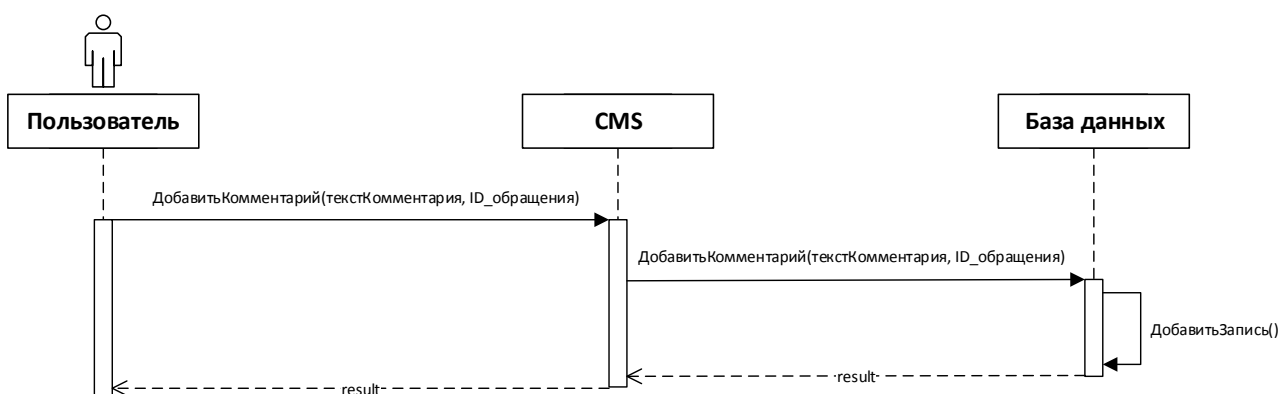 Пользователь
CMS
База данных
ДобавитьКомментарий(текстКомментария, ID_обращения)
ДобавитьКомментарий(текстКомментария, ID_обращения)
ДобавитьЗапись()
result
result